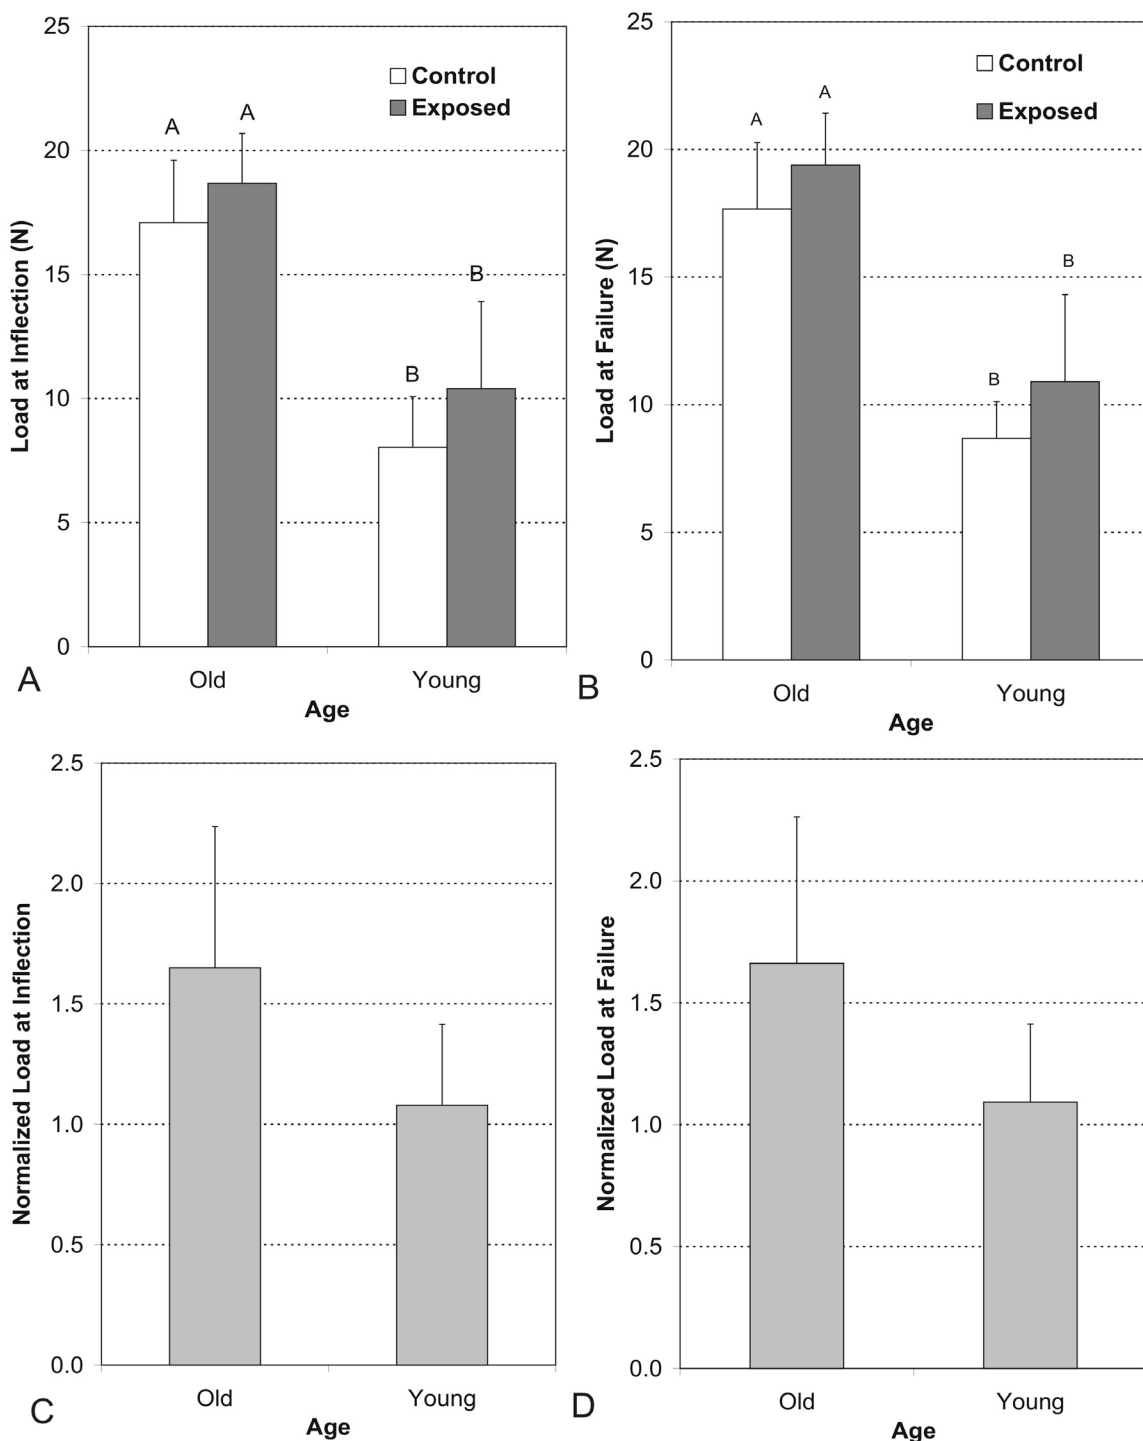 25
20
15
10
5
0
Load at Inflection (N)
Control
Exposed
A
A
B
B
Old
Young
Age
A
25
20
15
10
5
0
Load at Failure (N)
Control
Exposed
A
A
B
B
Old
Young
Age
B
2.5
2.0
1.5
1.0
0.5
0.0
Normalized Load at Inflection
Old
Young
Age
C
2.5
2.0
1.5
1.0
0.5
0.0
Normalized Load at Failure
Old
Young
Age
D